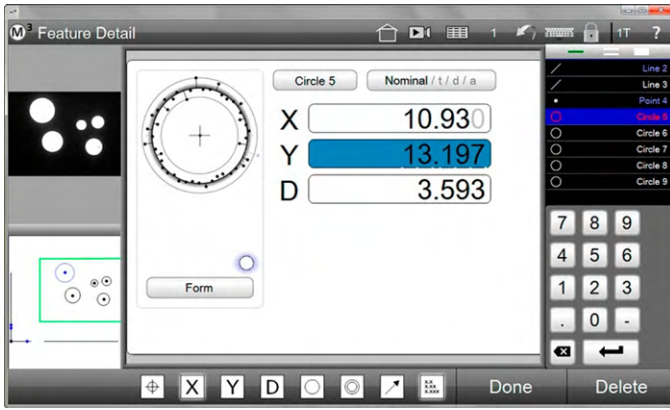 M3 Feature Detail
1
1T
?
Circle 5
Nominal / t / d / a
X
10.930
Y
13.197
D
3.593
Form
Line 2
Line 3
Point 4
Circle 5
Circle 6
Circle 7
Circle 8
Circle 9
7 8 9
4 5 6
1 2 3
. 0 -
X Y D
X.X
X.XX
X.XXX
Done
Delete